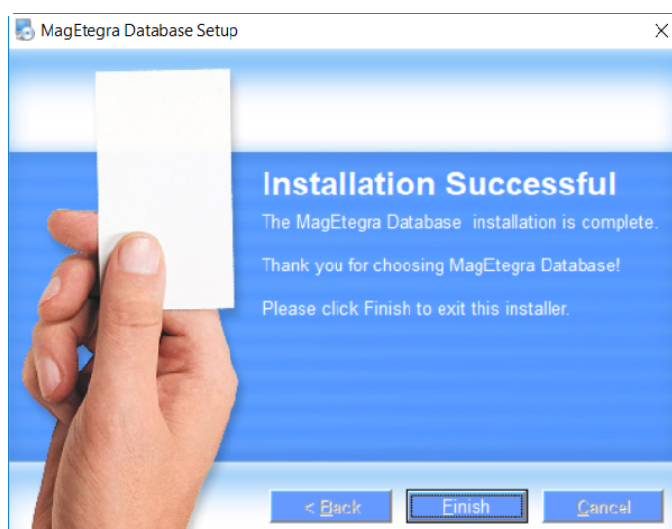 MagEtegra Database Setup
Installation Successful
The MagEtegra Database installation is complete.
Thank you for choosing MagEtegra Database!
Please click Finish to exit this installer.
< Back
Finish
Cancel